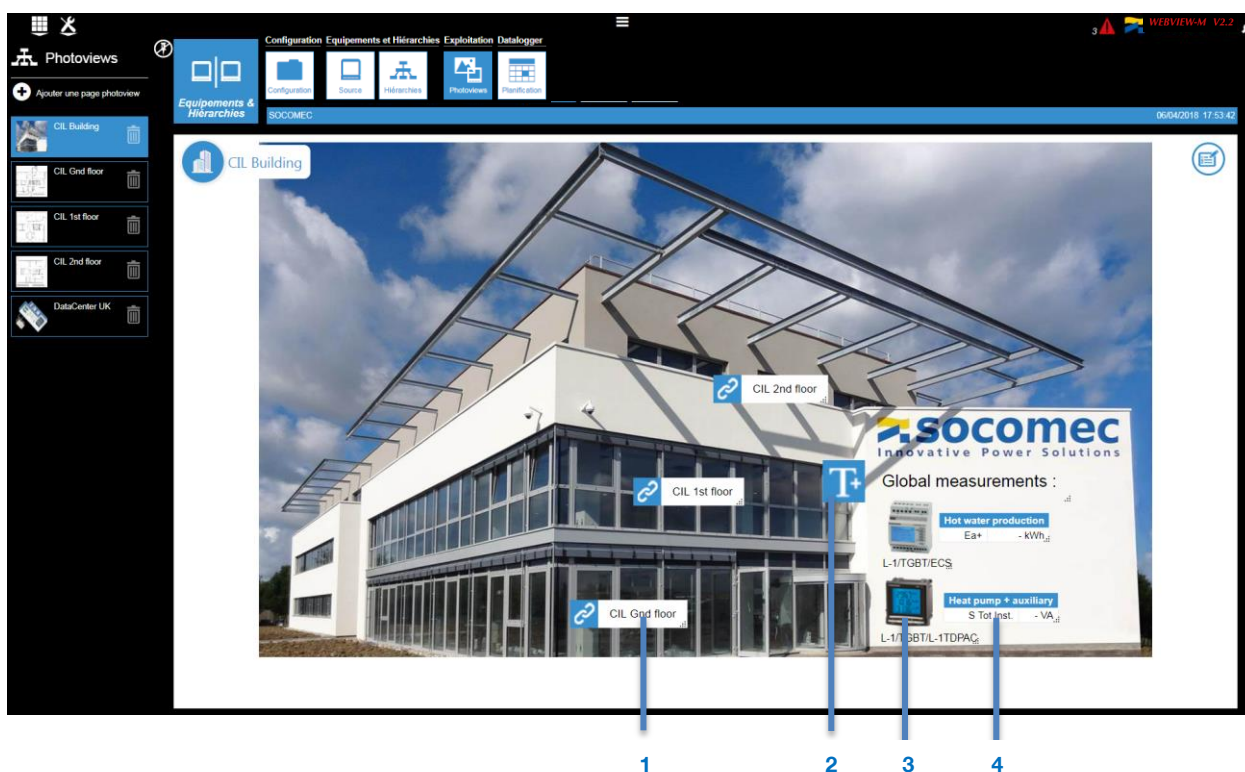 3
WEBVIEW-M V2.2
Photoviews
Ajouter une page photoview
CIL Building
CIL Gnd floor
CIL 1st floor
CIL 2nd floor
DataCenter UK
Equipements &
Hiérarchies
Configuration Equipements et Hiérarchies Exploitation Datalogger
Configuration Source Hiérarchies Photoviews Planification
SOCOMEC 06/04/2018 17:53:42
CIL Building
CIL 2nd floor
socomec
Innovative Power Solutions
T+
Global measurements :
CIL 1st floor
Hot water production
Ea+ - kWh
L-1/TGBT/ECS
Heat pump + auxiliary
S Tot Inst. - VA
CIL Gnd floor
L-1/TGBT/L-1TDPAC
1 2 3 4